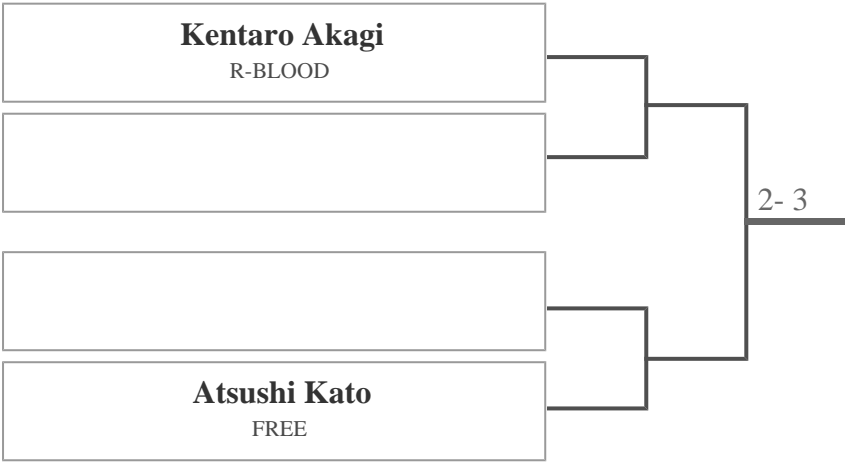 Kentaro Akagi
R-BLOOD
2- 3
Atsushi Kato
FREE